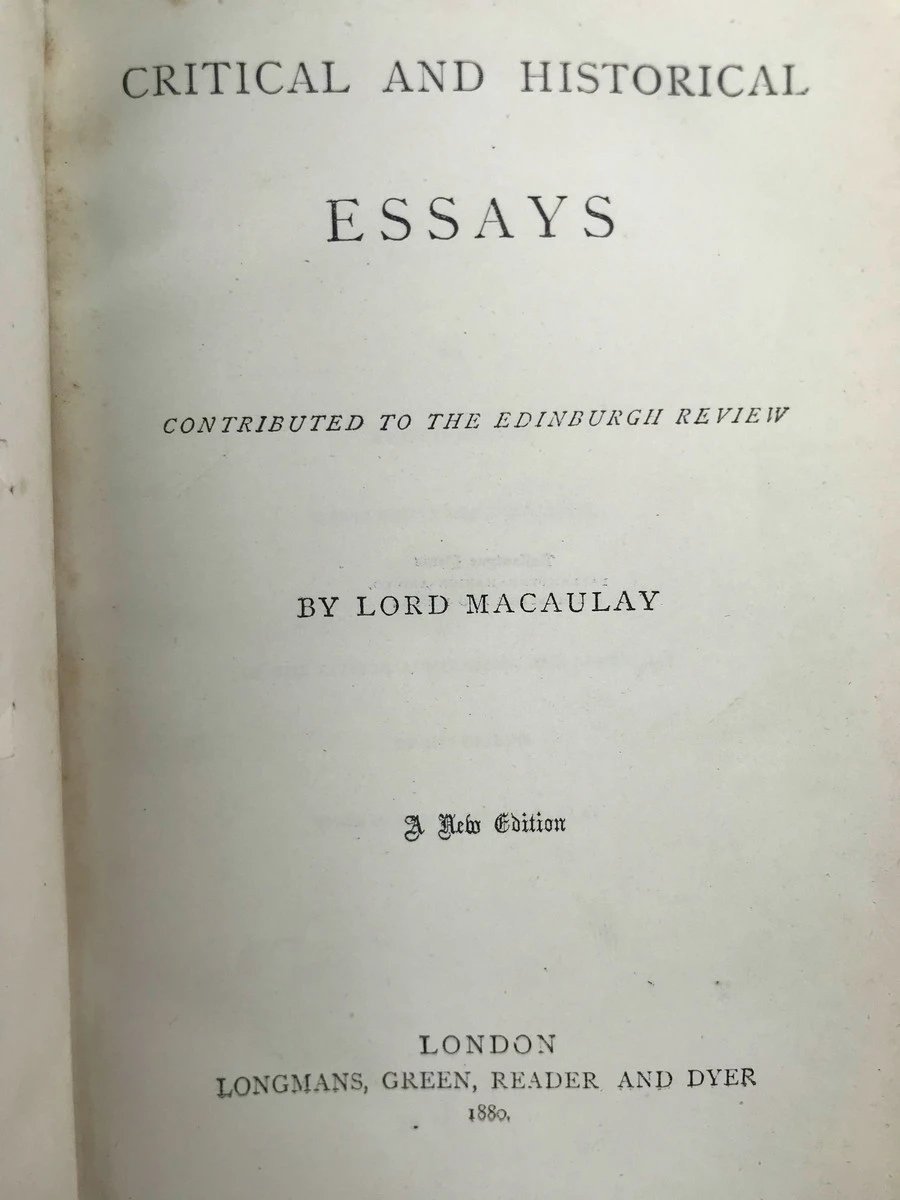 CRITICAL AND HISTORICAL
ESSAYS
CONTRIBUTED TO THE EDINBURGH REVIEW
BY LORD MACAULAY
A New Edition
LONDON
LONGMANS, GREEN, READER AND DYER
1880.